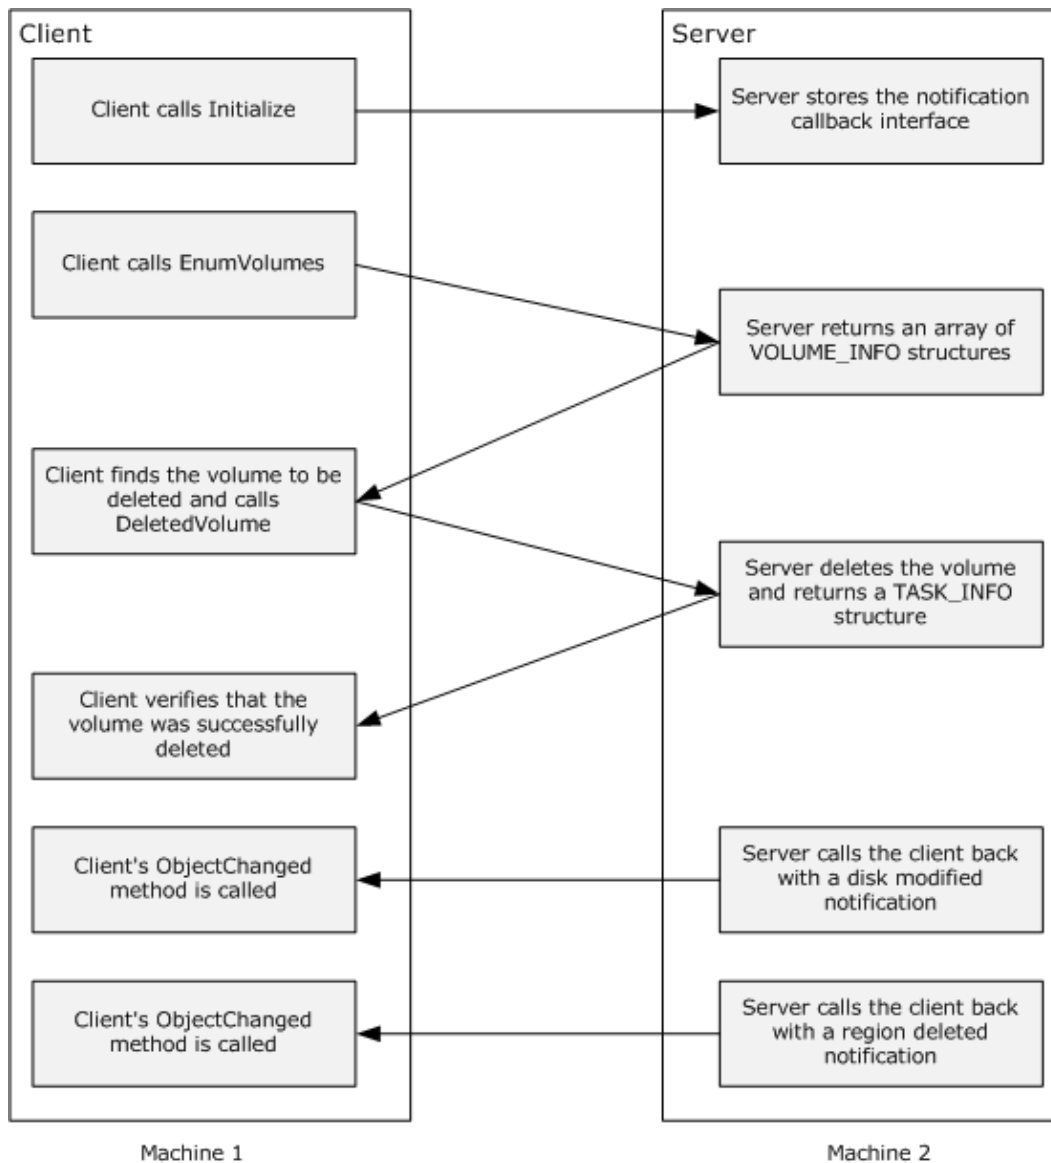 Client
Server
Client calls Initialize
Server stores the notification
callback interface
Client calls EnumVolumes
Server returns an array of
VOLUME_INFO structures
Client finds the volume to be
deleted and calls
DeletedVolume
Server deletes the volume
and returns a TASK_INFO
structure
Client verifies that the
volume was successfully
deleted
Client's ObjectChanged
method is called
Server calls the client back
with a disk modified
notification
Client's ObjectChanged
method is called
Server calls the client back
with a region deleted
notification
Machine 1
Machine 2